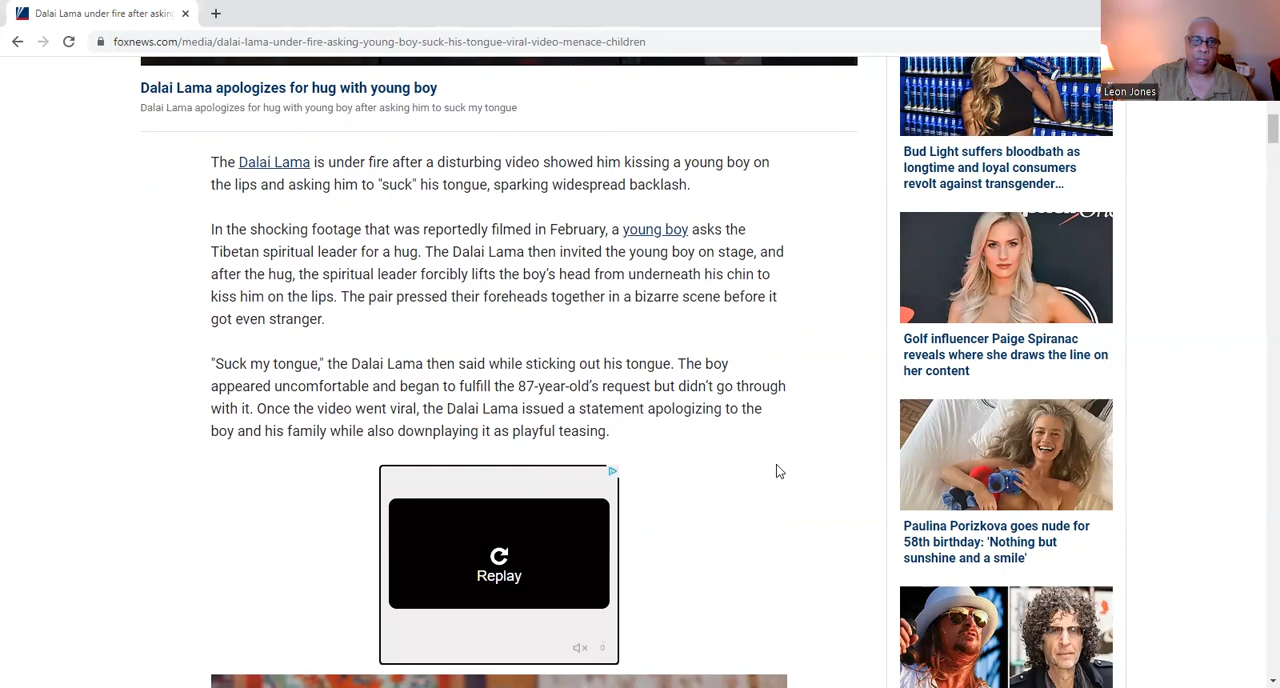 Dalai Lama under fire after asking
foxnews.com/media/dalai-lama-under-fire-asking-young-boy-suck-his-tongue-viral-video-menace-children
Leon Jones
Dalai Lama apologizes for hug with young boy
Dalai Lama apologizes for hug with young boy after asking him to suck my tongue
The Dalai Lama is under fire after a disturbing video showed him kissing a young boy on
the lips and asking him to "suck" his tongue, sparking widespread backlash.
In the shocking footage that was reportedly filmed in February, a young boy asks the
Tibetan spiritual leader for a hug. The Dalai Lama then invited the young boy on stage, and
after the hug, the spiritual leader forcibly lifts the boy's head from underneath his chin to
kiss him on the lips. The pair pressed their foreheads together in a bizarre scene before it
got even stranger.
"Suck my tongue," the Dalai Lama then said while sticking out his tongue. The boy
appeared uncomfortable and began to fulfill the 87-year-old's request but didn't go through
with it. Once the video went viral, the Dalai Lama issued a statement apologizing to the
boy and his family while also downplaying it as playful teasing.
Replay
0
Bud Light suffers bloodbath as
longtime and loyal consumers
revolt against transgender…
Golf influencer Paige Spiranac
reveals where she draws the line on
her content
Paulina Porizkova goes nude for
58th birthday: 'Nothing but
sunshine and a smile'